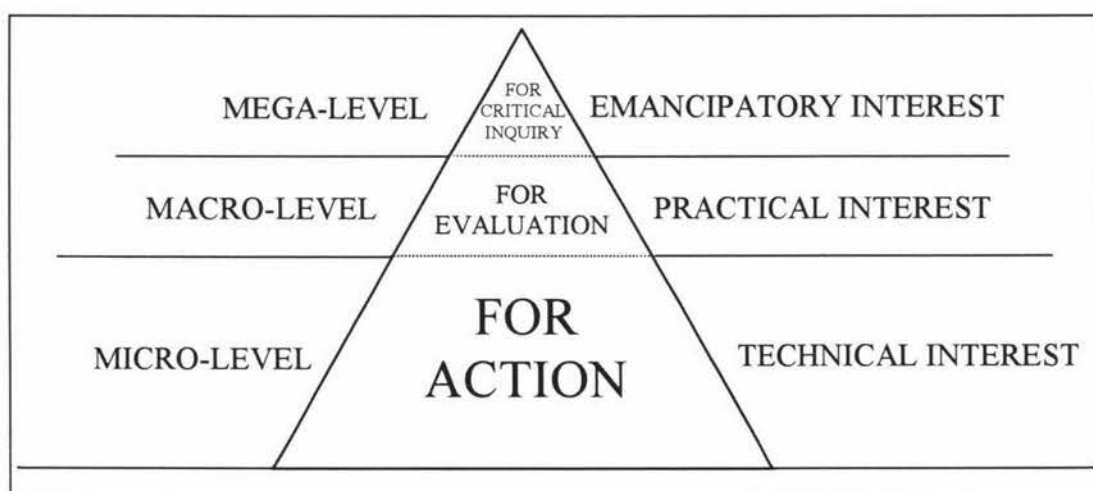 MEGA-LEVEL
FOR
CRITICAL
INQUIRY
EMANCIPATORY INTEREST
MACRO-LEVEL
FOR
EVALUATION
PRACTICAL INTEREST
MICRO-LEVEL
FOR
ACTION
TECHNICAL INTEREST